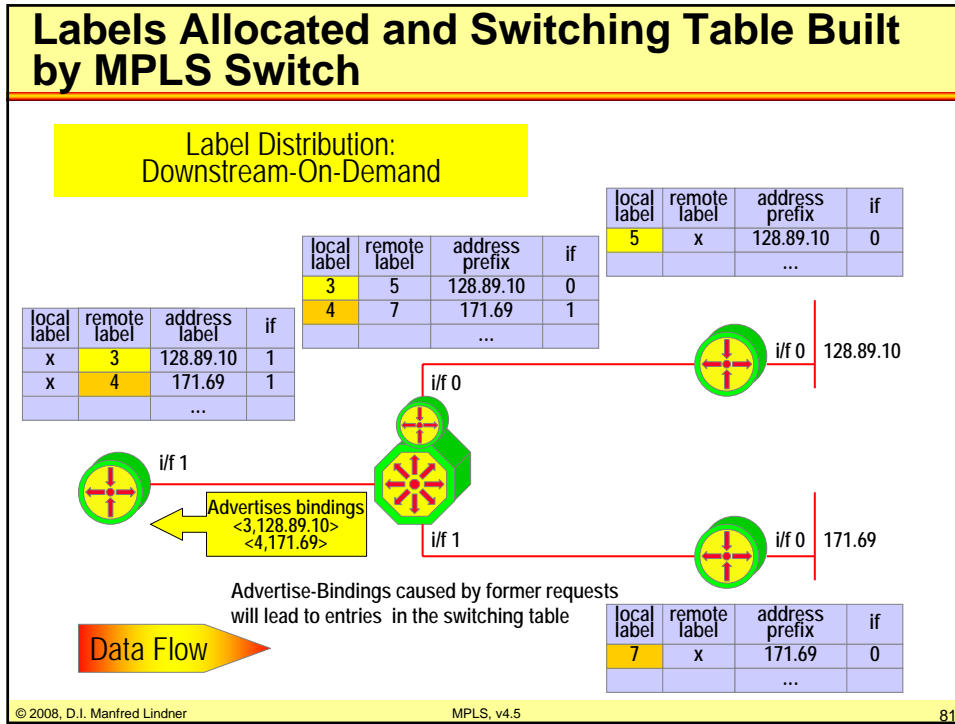 Labels Allocated and Switching Table Built
by MPLS Switch
Label Distribution:
Downstream-On-Demand
local label remote label address prefix if
5 x 128.89.10 0
...
local label remote label address prefix if
3 5 128.89.10 0
4 7 171.69 1
...
local label remote label address label if
x 3 128.89.10 1
x 4 171.69 1
...
i/f 0 128.89.10
i/f 0
i/f 1
Advertises bindings
<3,128.89.10>
<4,171.69>
i/f 1
i/f 0 171.69
Advertise-Bindings caused by former requests
will lead to entries in the switching table
Data Flow
local label remote label address prefix if
7 x 171.69 0
...
© 2008, D.I. Manfred Lindner MPLS, v4.5 81